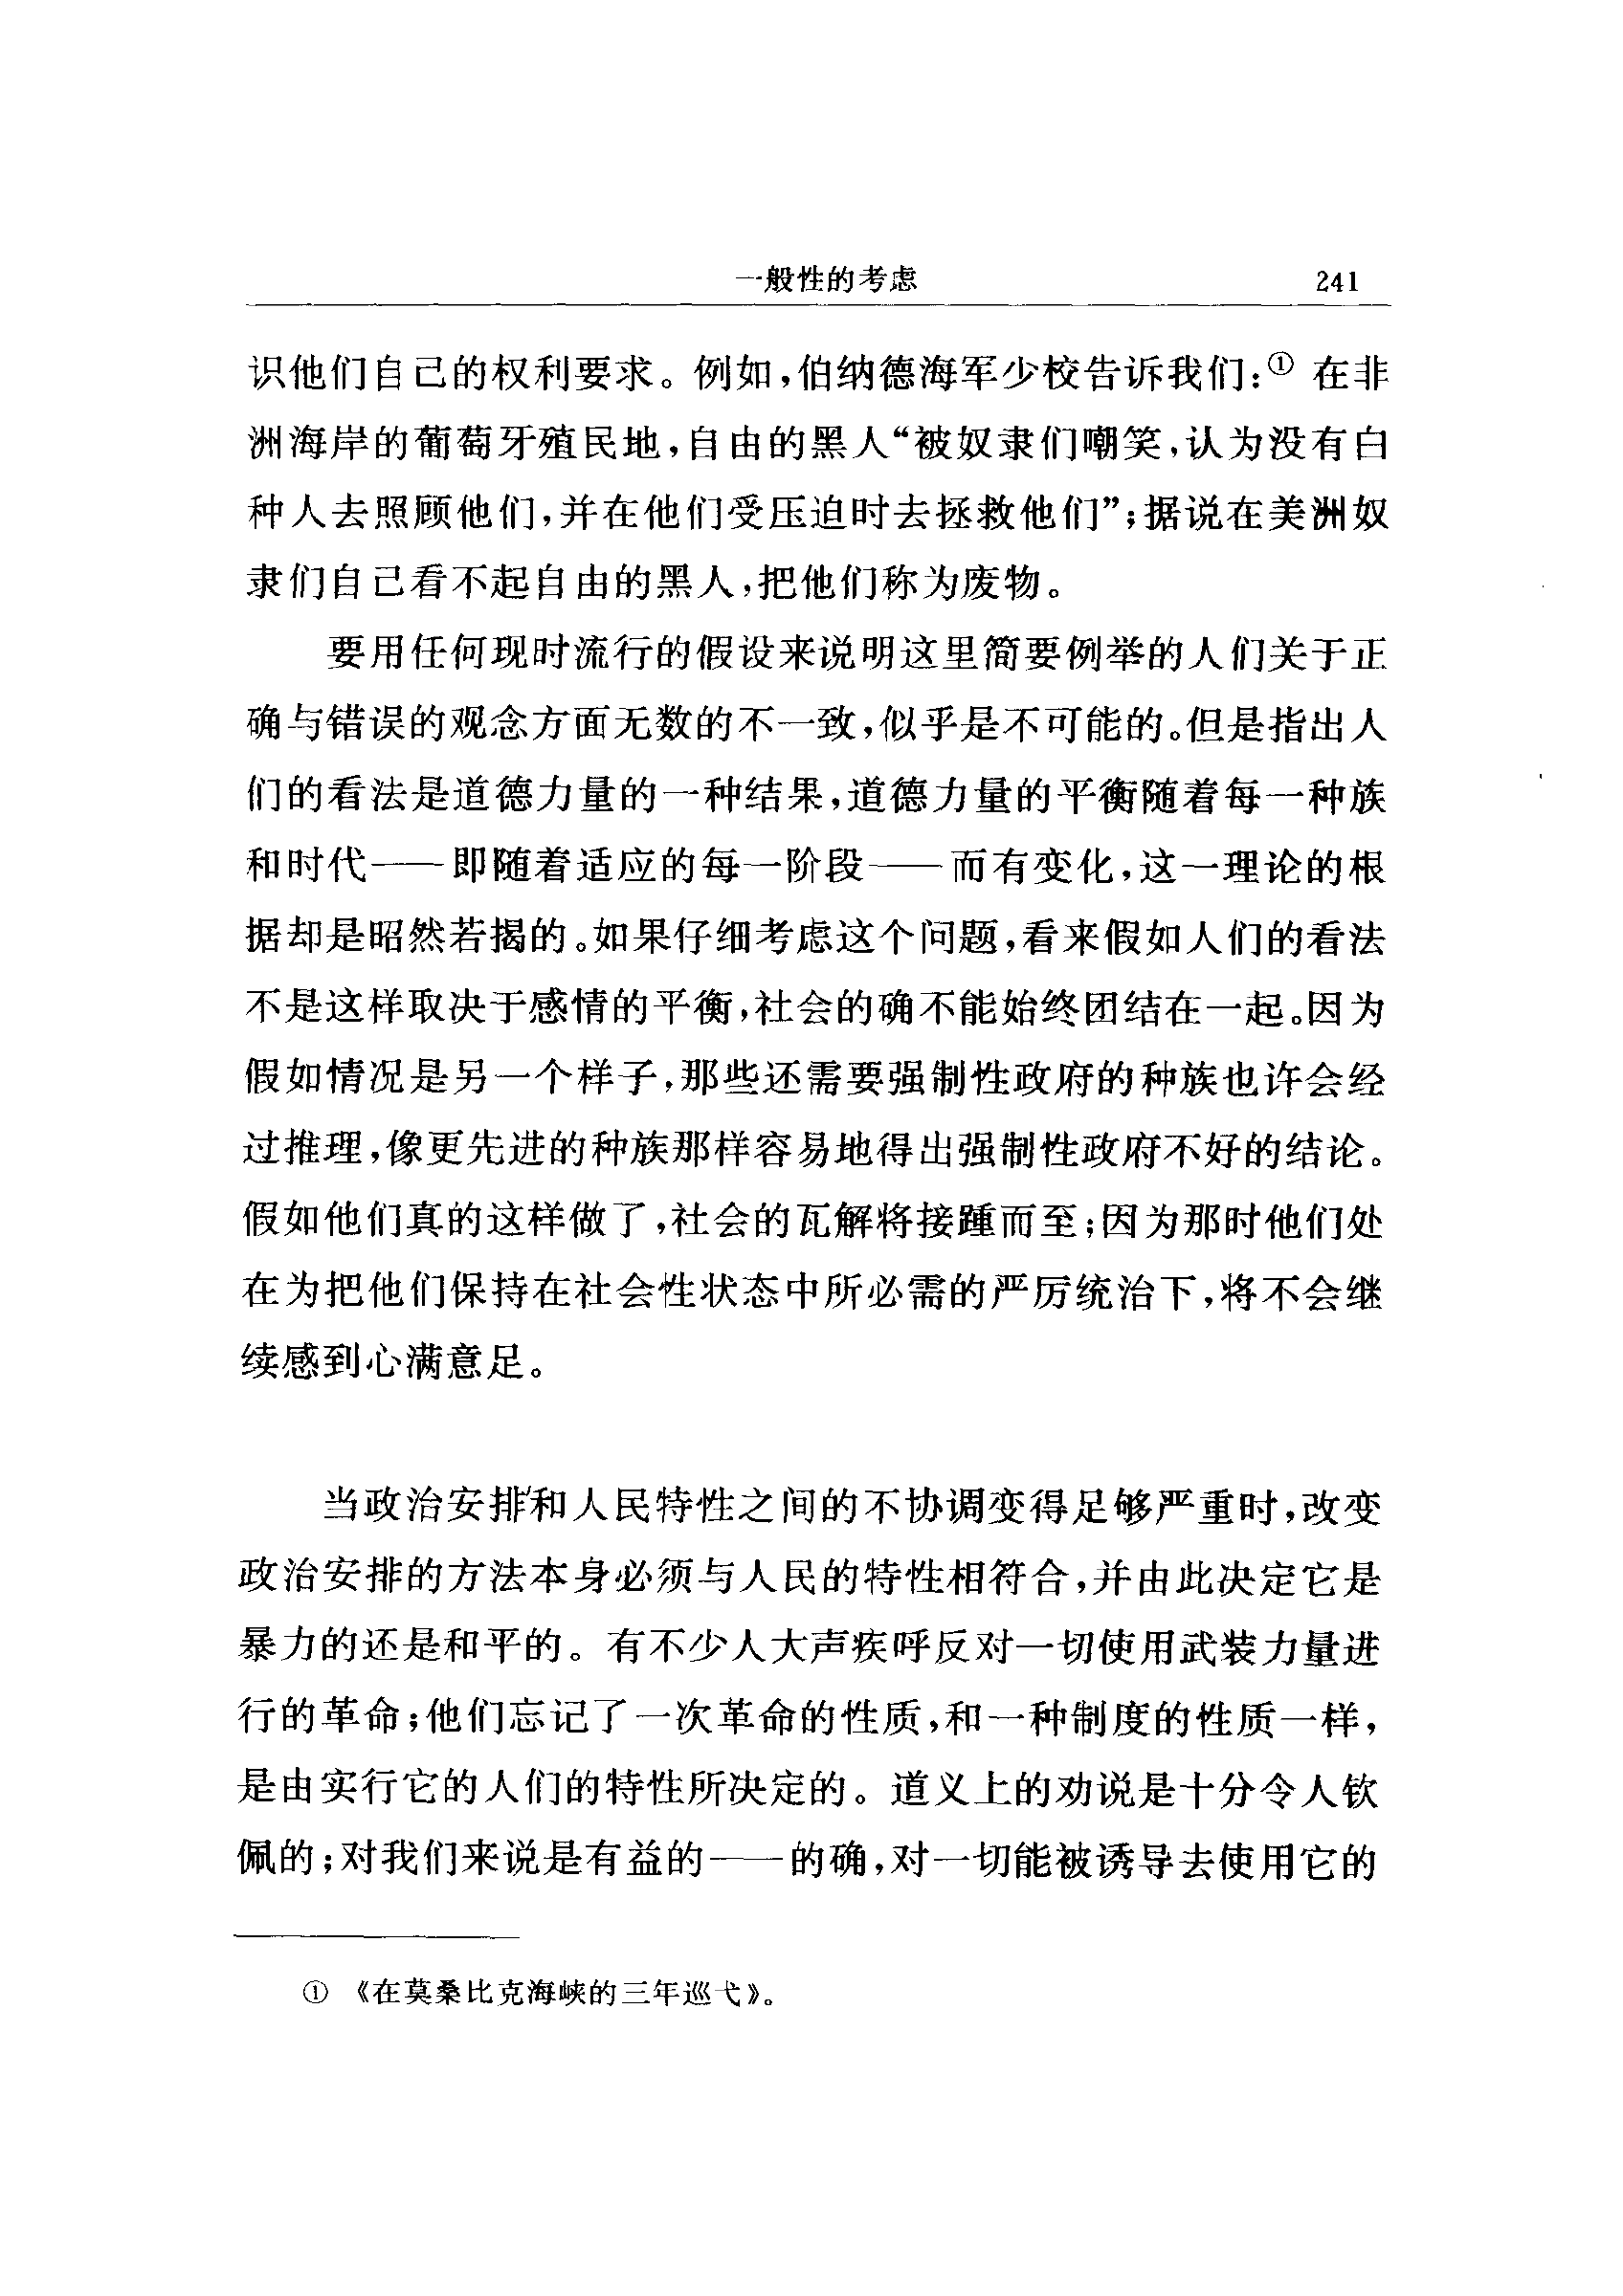 一般性的考虑 241
识他们自己的权利要求。例如,伯纳德海军少校告诉我们:① 在非
洲海岸的葡萄牙殖民地,自由的黑人“被奴隶们嘲笑,认为没有白
种人去照顾他们,并在他们受压迫时去拯救他们”;据说在美洲奴
隶们自己看不起自由的黑人,把他们称为废物。
要用任何现时流行的假设来说明这里简要例举的人们关于正
确与错误的观念方面无数的不一致,似乎是不可能的。但是指出人
们的看法是道德力量的一种结果,道德力量的平衡随着每一种族
和时代——即随着适应的每一阶段——而有变化,这一理论的根
据却是昭然若揭的。如果仔细考虑这个问题,看来假如人们的看法
不是这样取决于感情的平衡,社会的确不能始终团结在一起。因为
假如情况是另一个样子,那些还需要强制性政府的种族也许会经
过推理,像更先进的种族那样容易地得出强制性政府不好的结论。
假如他们真的这样做了,社会的瓦解将接踵而至;因为那时他们处
在为把他们保持在社会性状态中所必需的严厉统治下,将不会继
续感到心满意足。
当政治安排和人民特性之间的不协调变得足够严重时,改变
政治安排的方法本身必须与人民的特性相符合,并由此决定它是
暴力的还是和平的。有不少人大声疾呼反对一切使用武装力量进
行的革命;他们忘记了一次革命的性质,和一种制度的性质一样,
是由实行它的人们的特性所决定的。道义上的劝说是十分令人钦
佩的;对我们来说是有益的——的确,对一切能被诱导去使用它的
① 《在莫桑比克海峡的三年巡弋》。